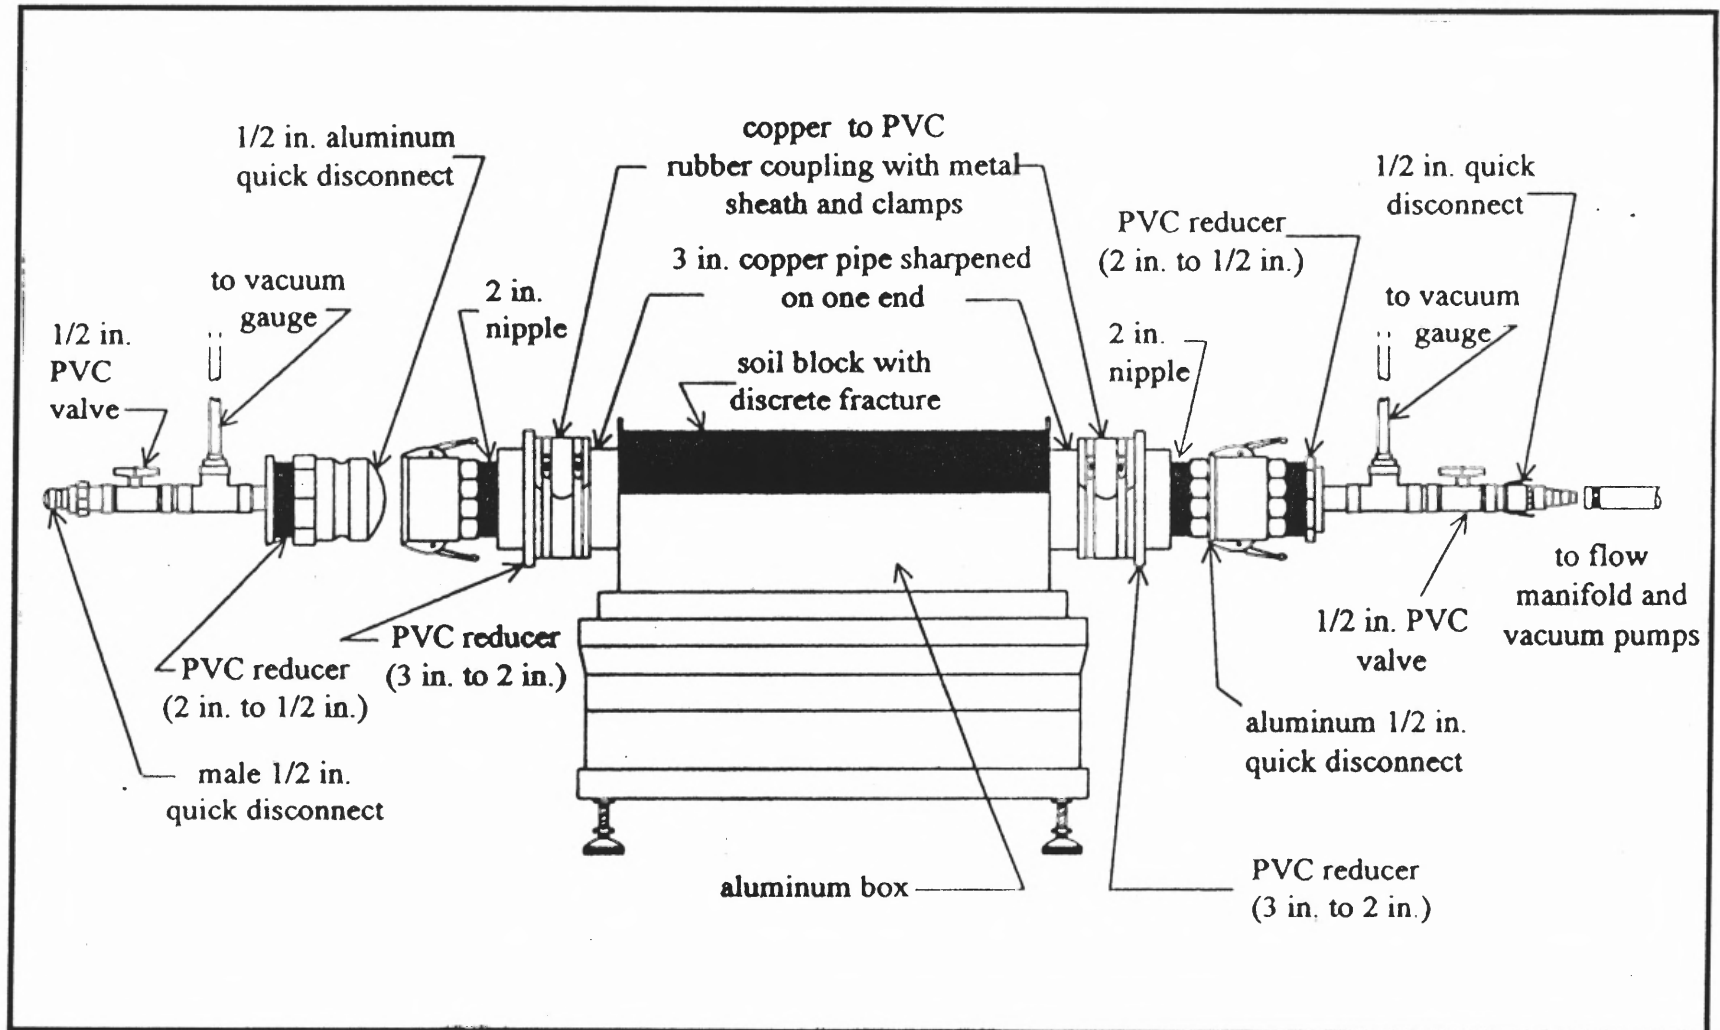 1/2 in. aluminum
quick disconnect
copper to PVC
rubber coupling with metal
sheath and clamps
1/2 in. quick
disconnect
PVC reducer
(2 in. to 1/2 in.)
3 in. copper pipe sharpened
on one end
to vacuum
gauge
2 in.
nipple
to vacuum
gauge
1/2 in.
PVC
valve
2 in.
nipple
soil block with
discrete fracture
to flow
manifold and
vacuum pumps
1/2 in. PVC
valve
PVC reducer
(3 in. to 2 in.)
PVC reducer
(2 in. to 1/2 in.)
aluminum 1/2 in.
quick disconnect
male 1/2 in.
quick disconnect
aluminum box
PVC reducer
(3 in. to 2 in.)